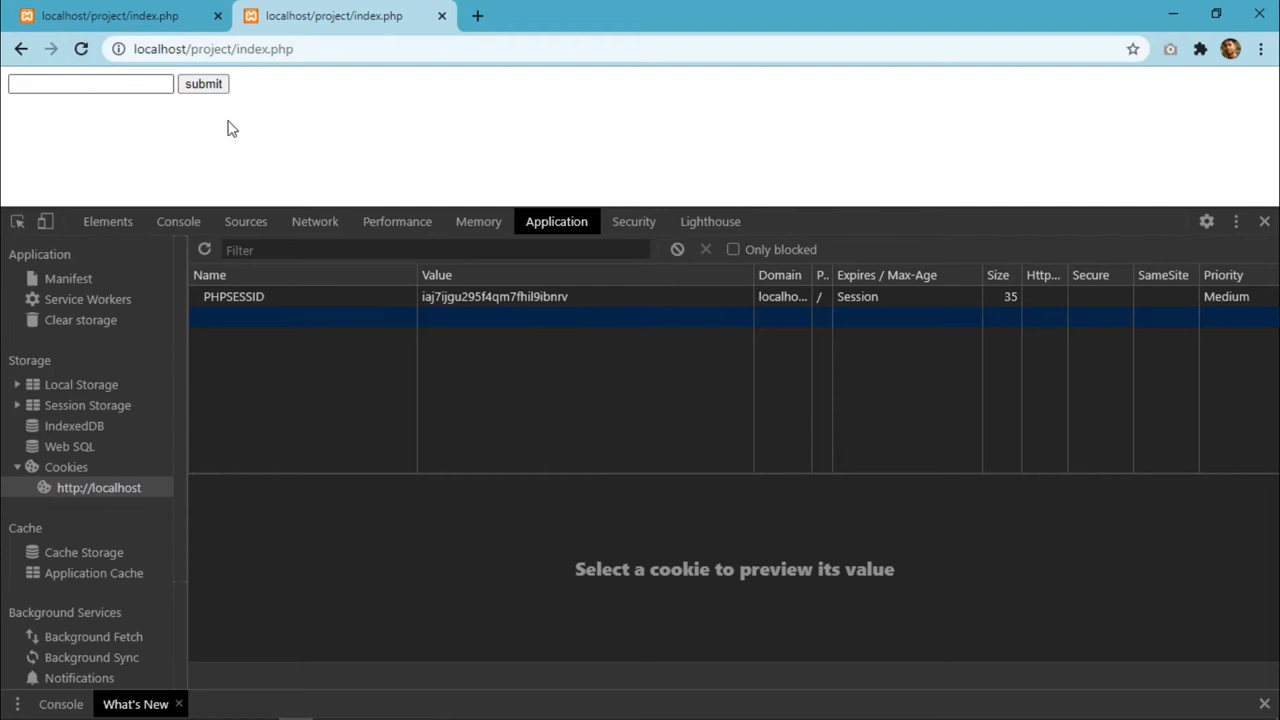 localhost/project/index.php
localhost/project/index.php
localhost/project/index.php
submit
Elements Console Sources Network Performance Memory Application Security Lighthouse
Application
Manifest
Service Workers
Clear storage
Storage
Local Storage
Session Storage
IndexedDB
Web SQL
Cookies
http://localhost
Cache
Cache Storage
Application Cache
Background Services
Background Fetch
Background Sync
Notifications
Filter Only blocked
Name Value Domain P.. Expires / Max-Age Size Http... Secure SameSite Priority
PHPSESSID iaj7ijgu295f4qm7fhil9ibnrv localho... / Session 35 Medium
Select a cookie to preview its value
Console What's New